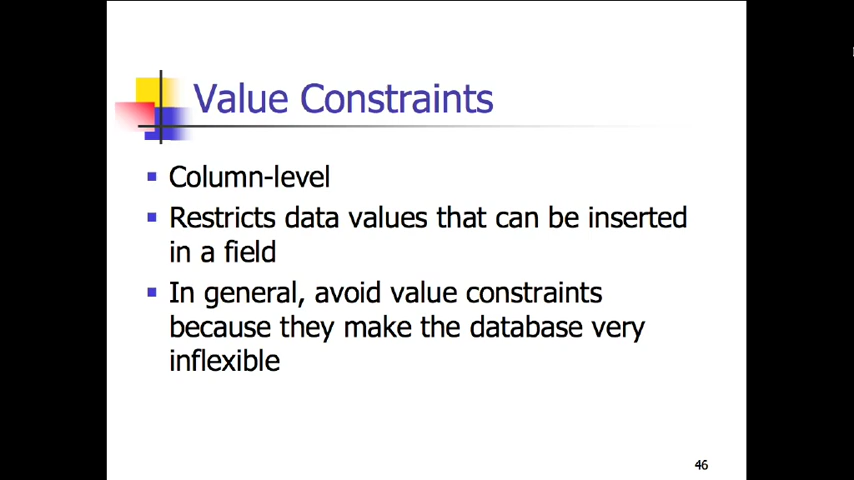 Value Constraints
Column-level
Restricts data values that can be inserted
in a field
In general, avoid value constraints
because they make the database very
inflexible
46